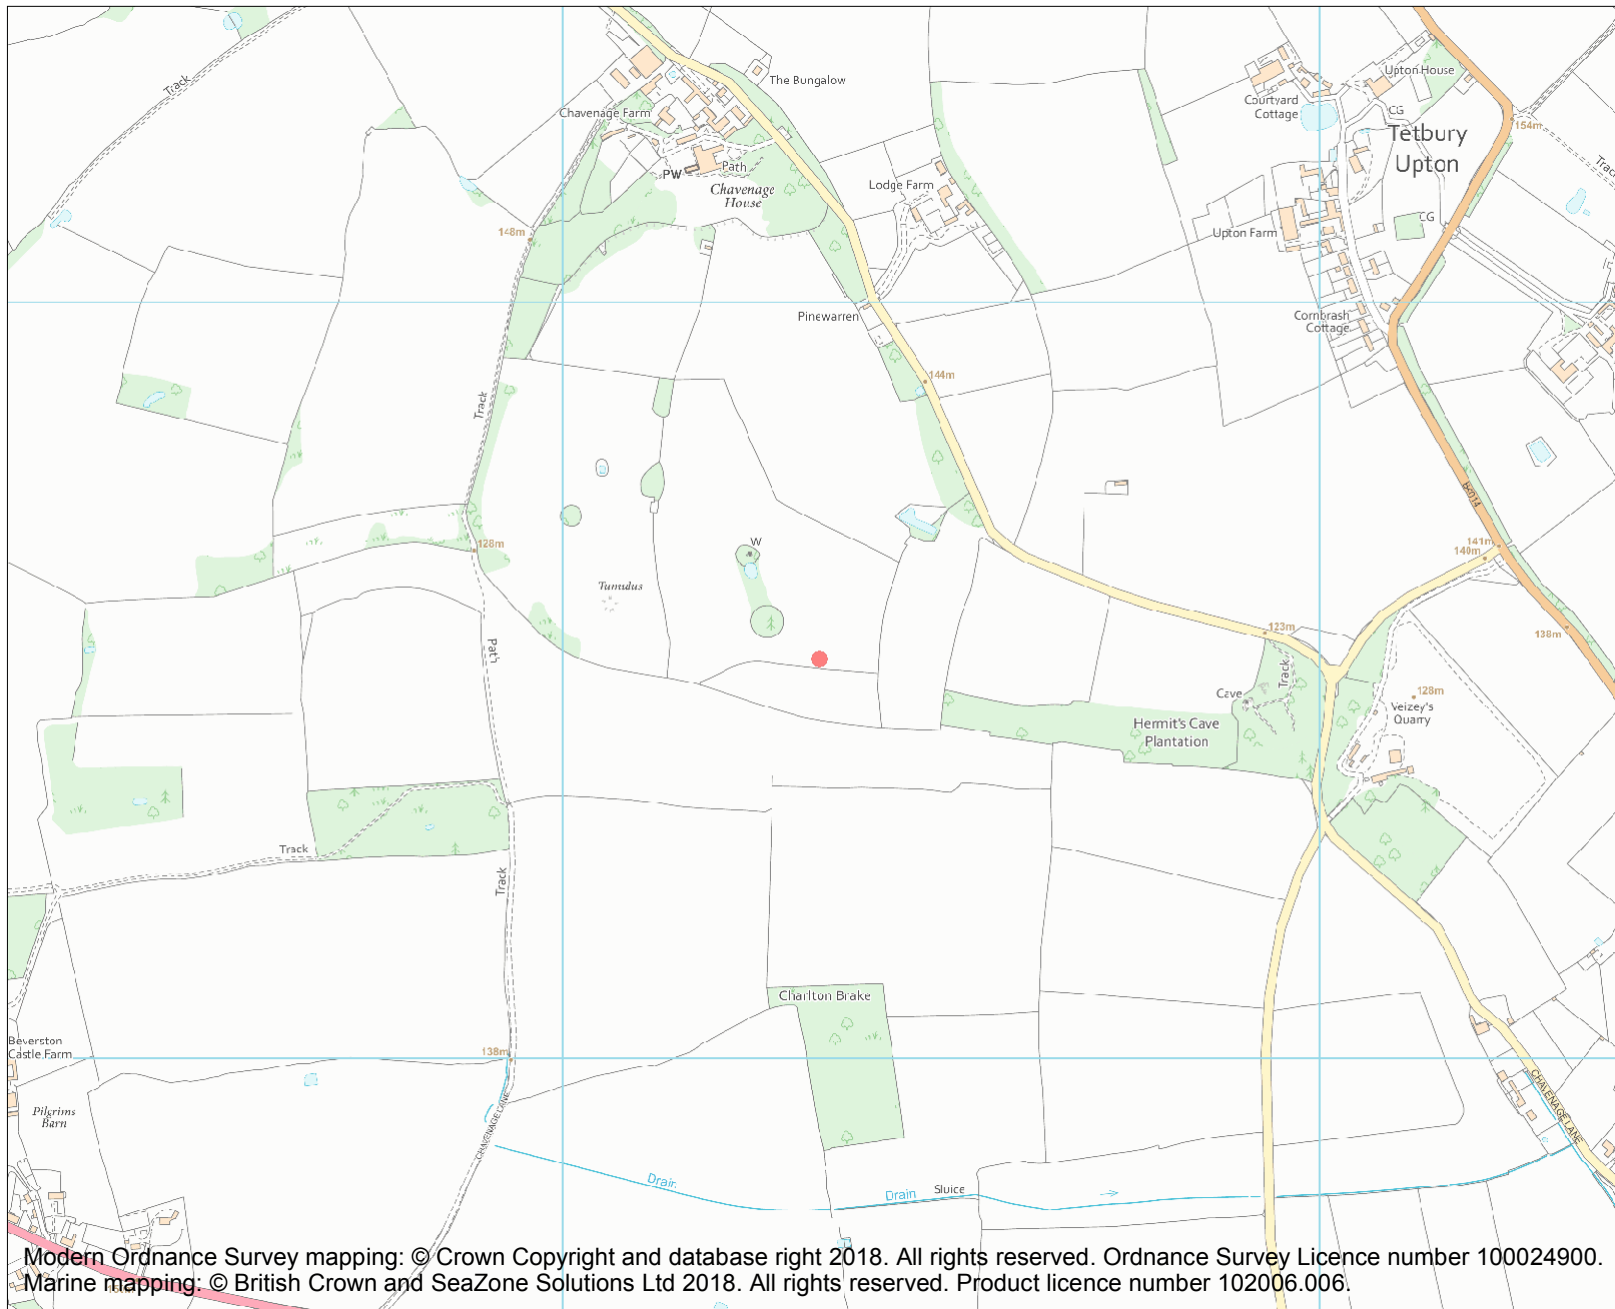 Track
The Bungalow
Chavenage Farm
Path
PW
Chavenage
House
Lodge Farm
Upton House
Courtyard
Cottage
CG
154m
Tetbury
Upton
Track
CG
Upton Farm
148m
Pinewarren
Cornbrash
Cottage
144m
Track
B4014
128m
W
141m
140m
Tumulus
123m
138m
Path
Track
Cave
128m
Veizey's
Quarry
Hermit's Cave
Plantation
Track
Track
Charlton Brake
Beverston
Castle Farm
138m
Pilgrims
Barn
CHAVENAGE LANE
CHAVENAGE LANE
Drain
Drain
Sluice
Modern Ordnance Survey mapping: © Crown Copyright and database right 2018. All rights reserved. Ordnance Survey Licence number 100024900.
Marine mapping: © British Crown and SeaZone Solutions Ltd 2018. All rights reserved. Product licence number 102006.006.